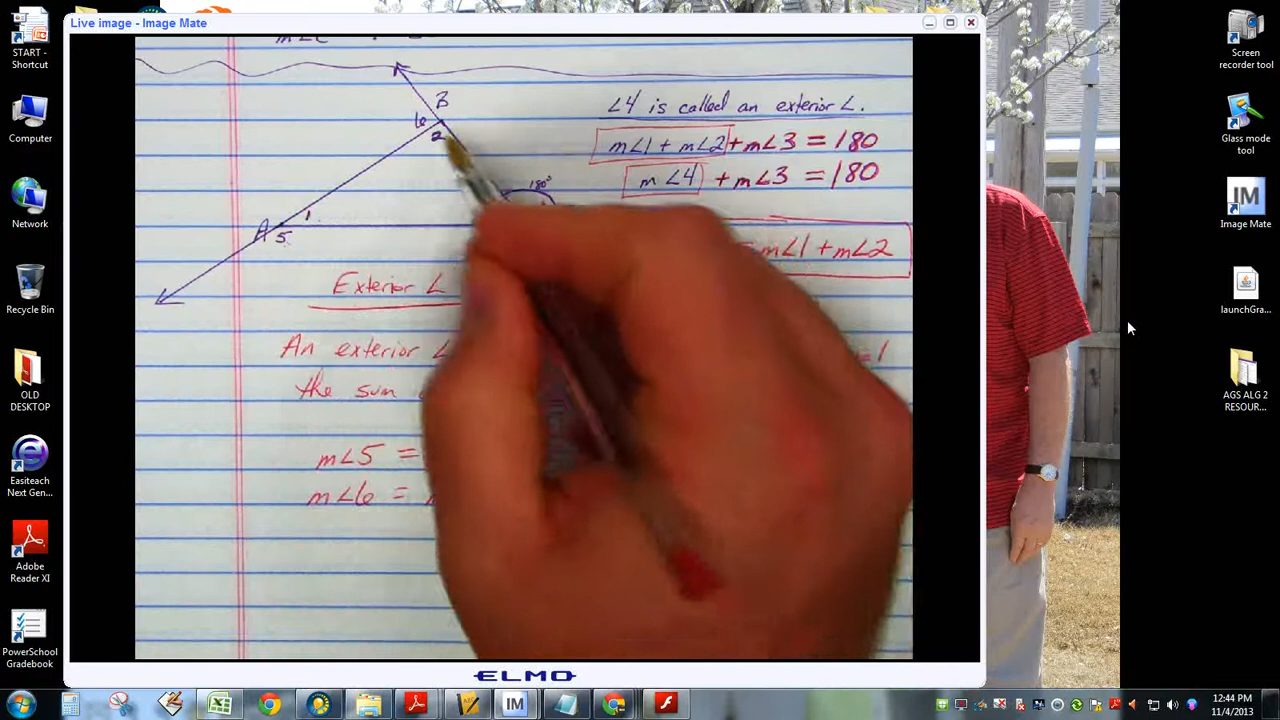 Live image - Image Mate
∠4 is called an exterior ∠.
m∠1 + m∠2 + m∠3 = 180
m∠4 + m∠3 = 180
B
6
2
180°
A
1
5
= m∠1 + m∠2
Exterior ∠
An exterior ∠
= 1
the sum
m∠5 =
m∠6 =
ELMO
START - Shortcut
Computer
Network
Recycle Bin
OLD DESKTOP
Easiteach Next Gen...
Adobe Reader XI
PowerSyn Gradebook
Screen recorder tool
Glass mode tool
Image Mate
launchGra...
AGS ALG 2 RESOUR...
IM
12:44 PM
11/4/2013